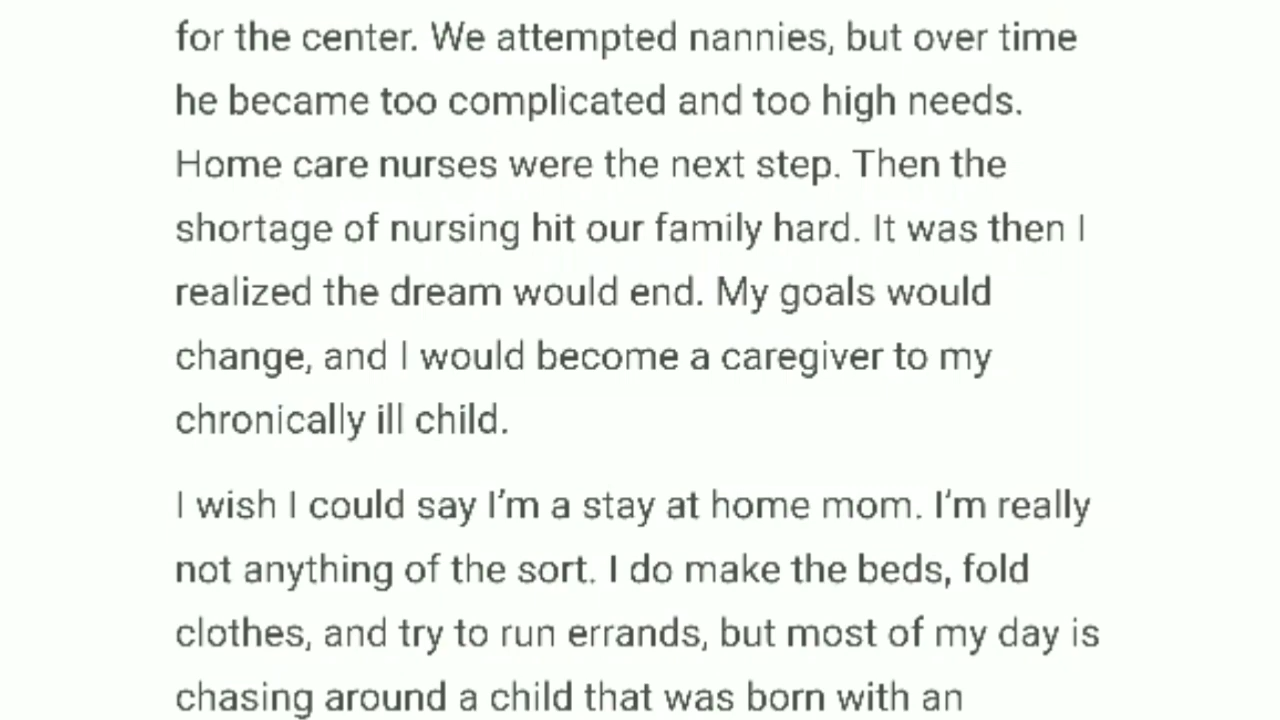 for the center. We attempted nannies, but over time
he became too complicated and too high needs.
Home care nurses were the next step. Then the
shortage of nursing hit our family hard. It was then I
realized the dream would end. My goals would
change, and I would become a caregiver to my
chronically ill child.
I wish I could say I’m a stay at home mom. I’m really
not anything of the sort. I do make the beds, fold
clothes, and try to run errands, but most of my day is
chasing around a child that was born with an